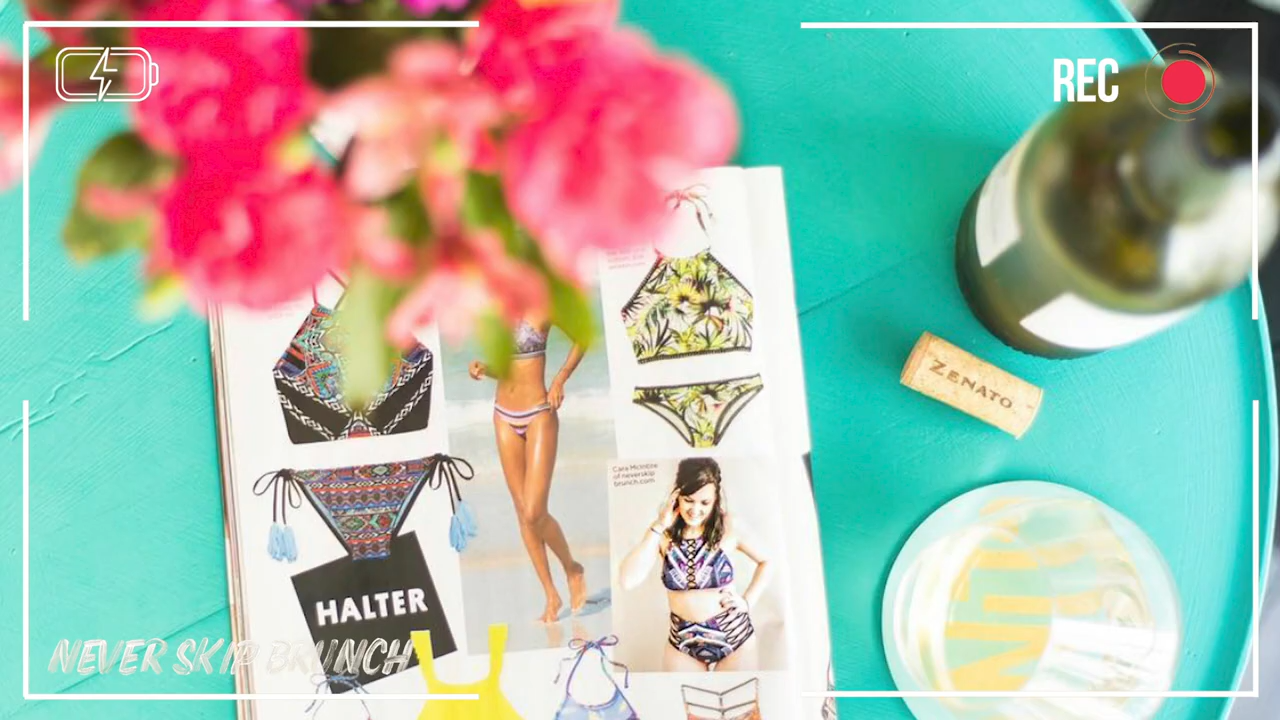 REC
ZENATO
Cara McIntire
of neverskip
brunch.com
HALTER
NEVER SKIP BRUNCH